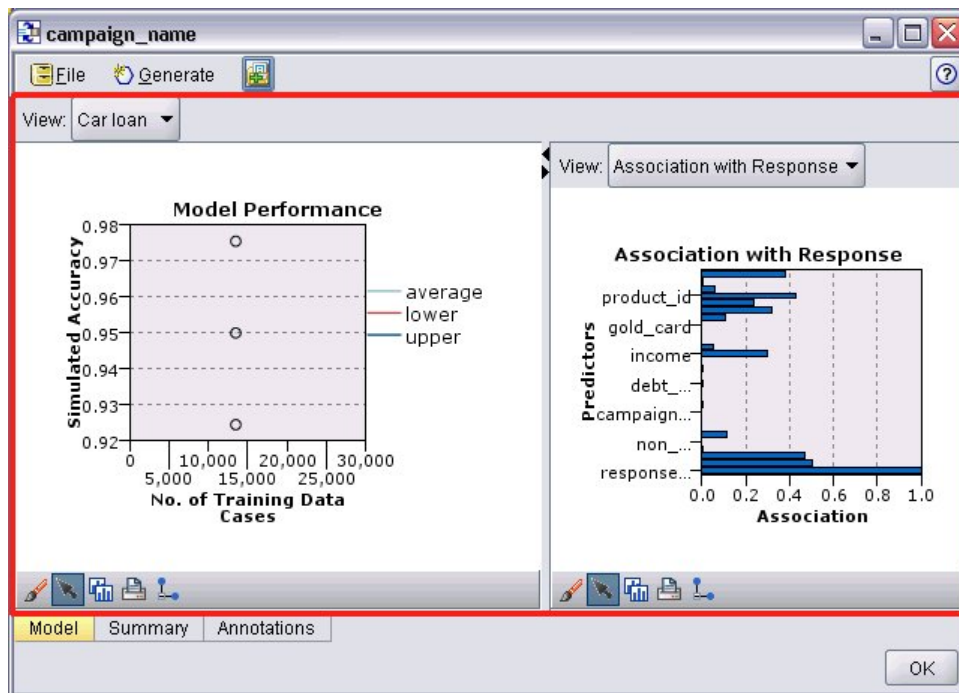 campaign_name
File Generate
View: Car loan
Model Performance
Simulated Accuracy
0.98
0.97
0.96
0.95
0.94
0.93
0.92
0 10,000 20,000 30,000
5,000 15,000 25,000
No. of Training Data
Cases
average
lower
upper
View: Association with Response
Association with Response
Predictors
product_id
gold_card
income
debt_...
campaign...
non_...
response...
0.0 0.2 0.4 0.6 0.8 1.0
Association
Model Summary Annotations
OK